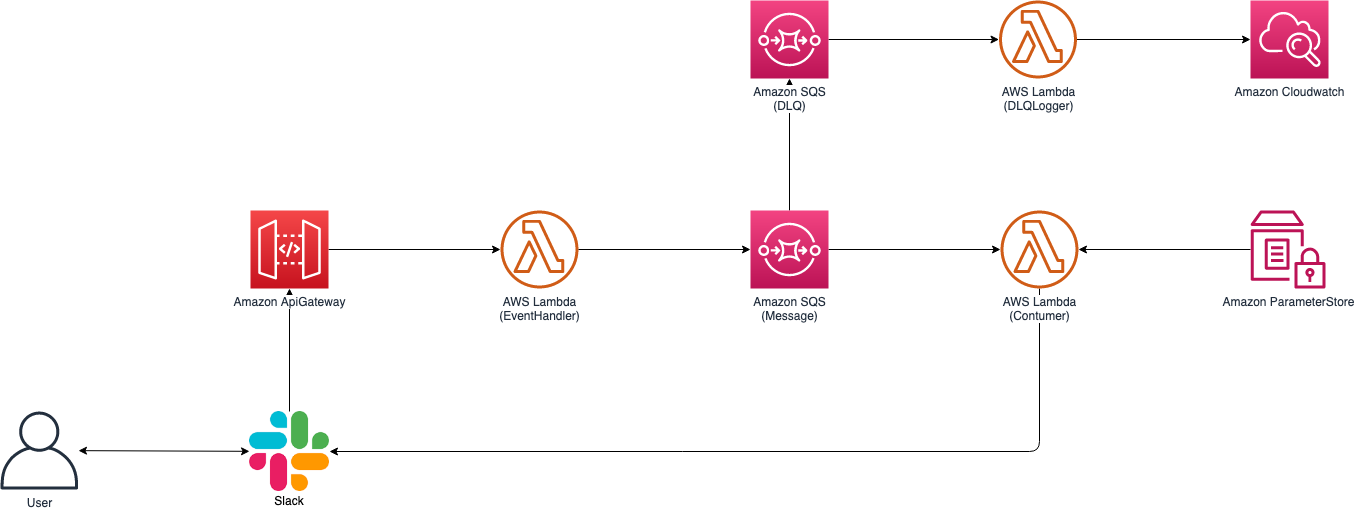 Amazon SQS
(DLQ)
AWS Lambda
(DLQLogger)
Amazon Cloudwatch
</>
Amazon ApiGateway
AWS Lambda
(EventHandler)
Amazon SQS
(Message)
AWS Lambda
(Contumer)
Amazon ParameterStore
User
Slack